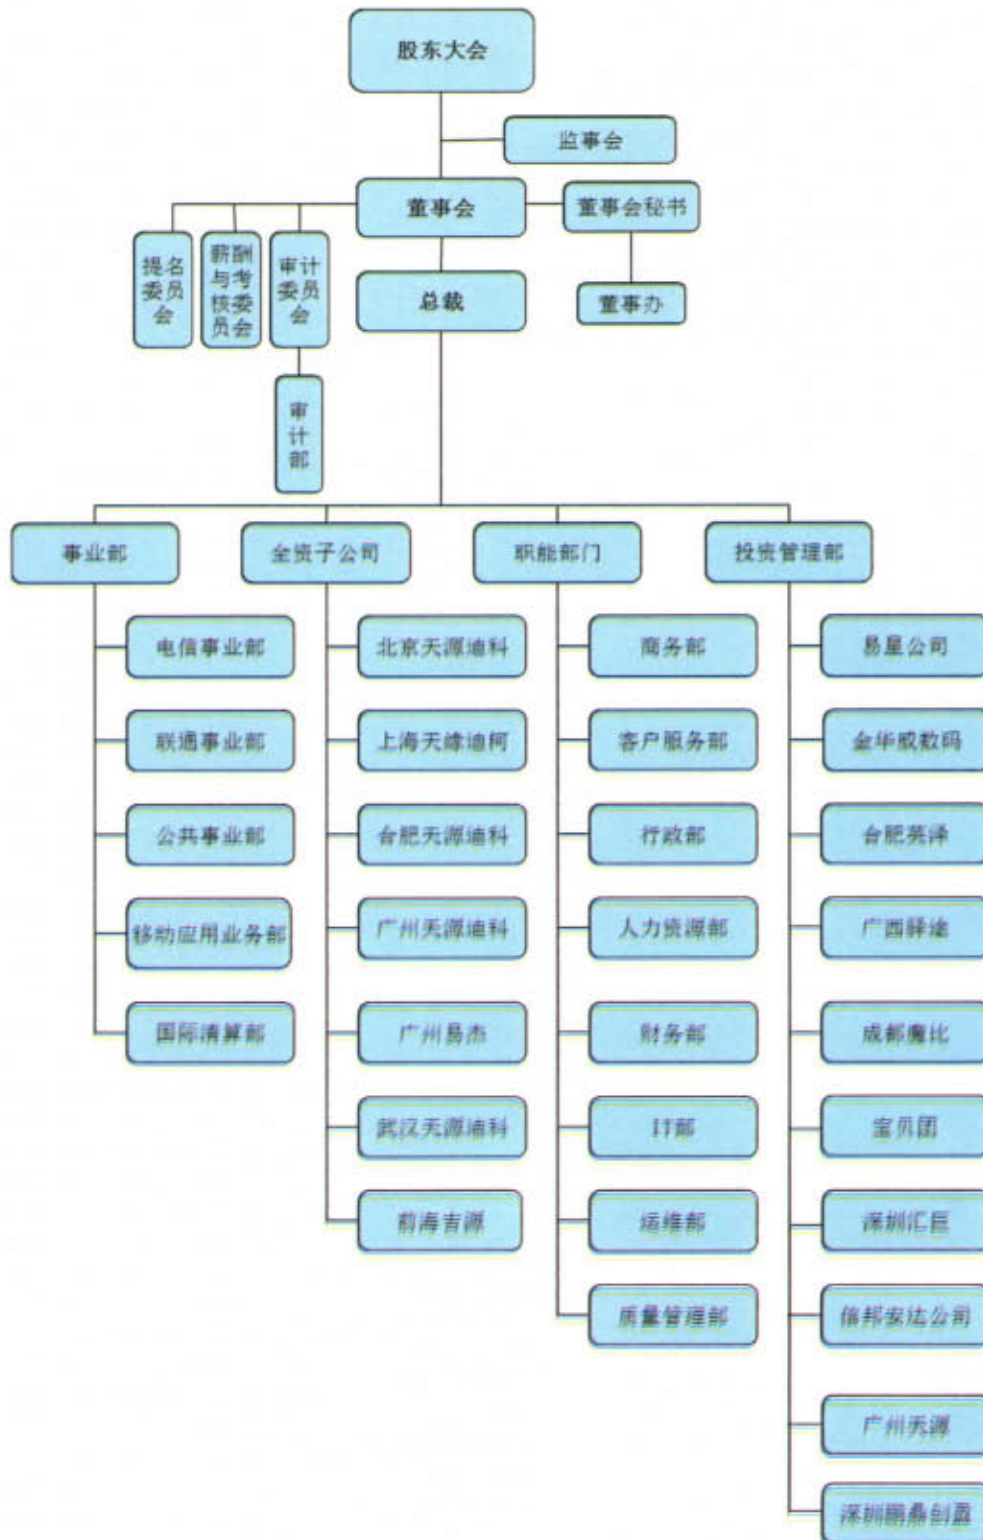 股东大会
监事会
董事会
董事会秘书
提名
委员
会
薪酬
与考
核委
员会
审计
委员
会
总裁
董事办
审
计
部
事业部
全资子公司
职能部门
投资管理部
电信事业部
北京天源迪科
商务部
易星公司
联通事业部
上海天缘迪柯
客户服务部
金华威数码
公共事业部
合肥天源迪科
行政部
合肥英泽
移动应用业务部
广州天源迪科
人力资源部
广西驿途
国际清算部
广州易杰
财务部
成都魔比
武汉天源迪科
IT部
宝贝团
前海吉源
运维部
深圳汇巨
质量管理部
信邦安达公司
广州天源
深圳鹏鼎创盈